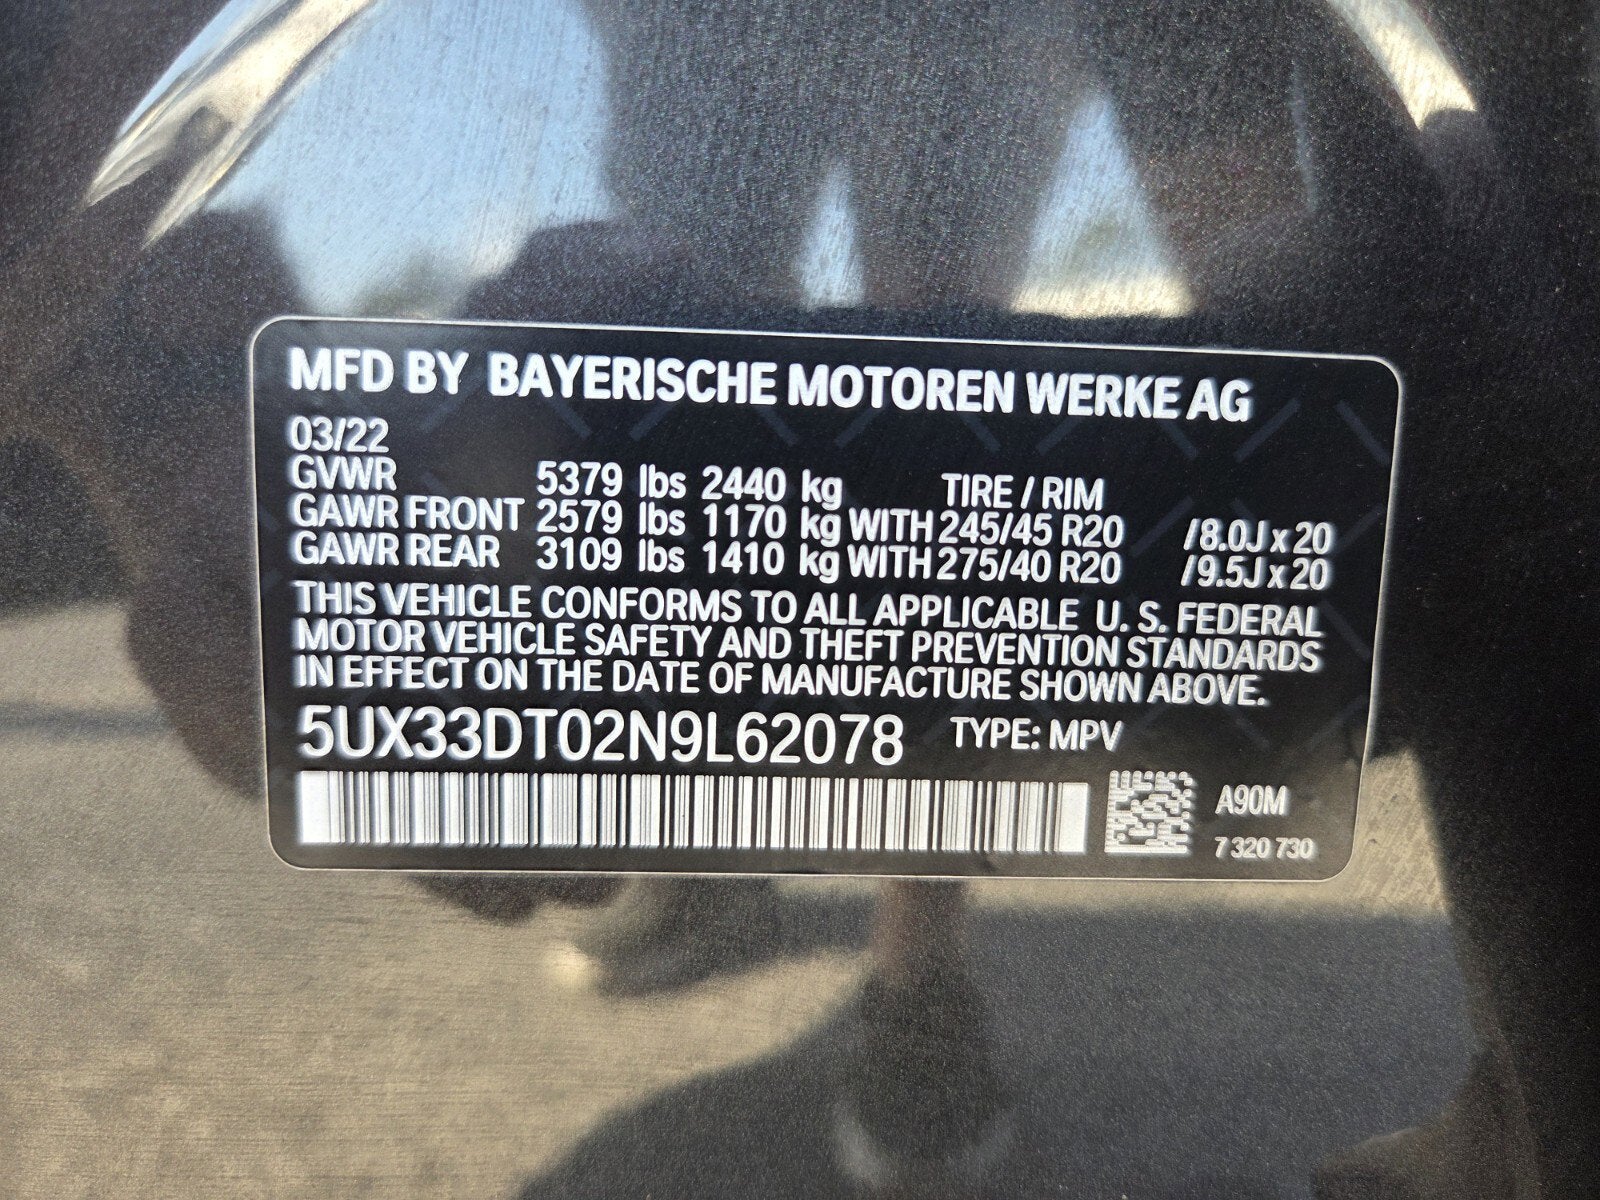 MFD BY BAYERISCHE MOTOREN WERKE AG
03/22
GVWR 5379 lbs 2440 kg TIRE / RIM
GAWR FRONT 2579 lbs 1170 kg WITH 245/45 R20 /8.0J x 20
GAWR REAR 3109 lbs 1410 kg WITH 275/40 R20 /9.5J x 20
THIS VEHICLE CONFORMS TO ALL APPLICABLE U. S. FEDERAL
MOTOR VEHICLE SAFETY AND THEFT PREVENTION STANDARDS
IN EFFECT ON THE DATE OF MANUFACTURE SHOWN ABOVE.
5UX33DT02N9L62078 TYPE: MPV
A90M
7 320 730